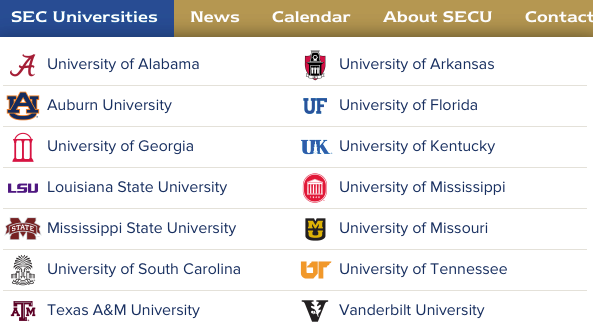 SEC Universities News Calendar About SECU Contact
University of Alabama University of Arkansas
Auburn University UF University of Florida
University of Georgia UK University of Kentucky
LSU Louisiana State University University of Mississippi
STATE Mississippi State University University of Missouri
University of South Carolina University of Tennessee
ATM Texas A&M University Vanderbilt University